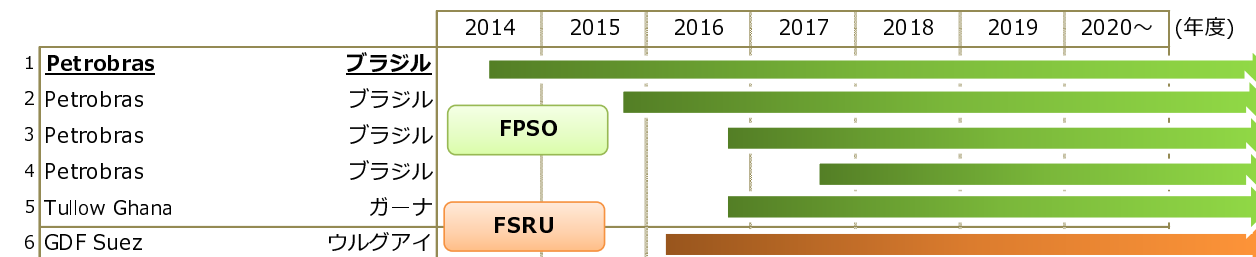 2014 2015 2016 2017 2018 2019 2020～ (年度)
1 Petrobras ブラジル
2 Petrobras ブラジル
FPSO
3 Petrobras ブラジル
4 Petrobras ブラジル
5 Tullow Ghana ガーナ
FSRU
6 GDF Suez ウルグアイ